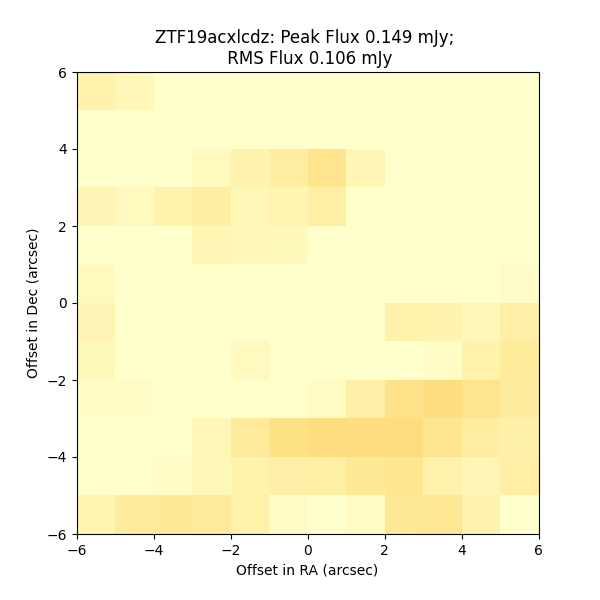 ZTF19acxlcdz: Peak Flux 0.149 mJy;
RMS Flux 0.106 mJy
6
4
2
0
−2
−4
−6
Offset in Dec (arcsec)
−6 −4 −2 0 2 4 6
Offset in RA (arcsec)